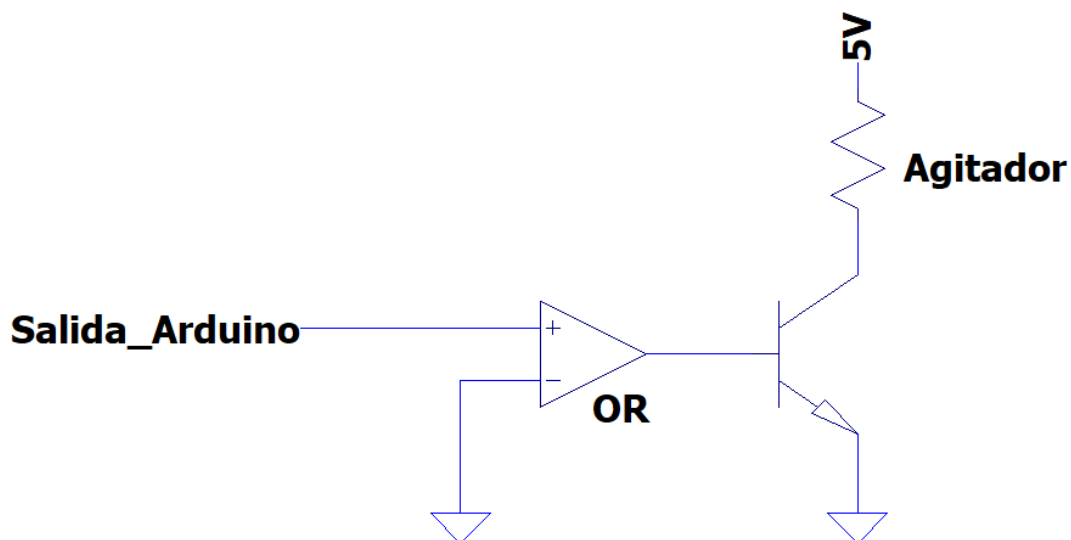 5V
Agitador
Salida_Arduino
+
−
OR